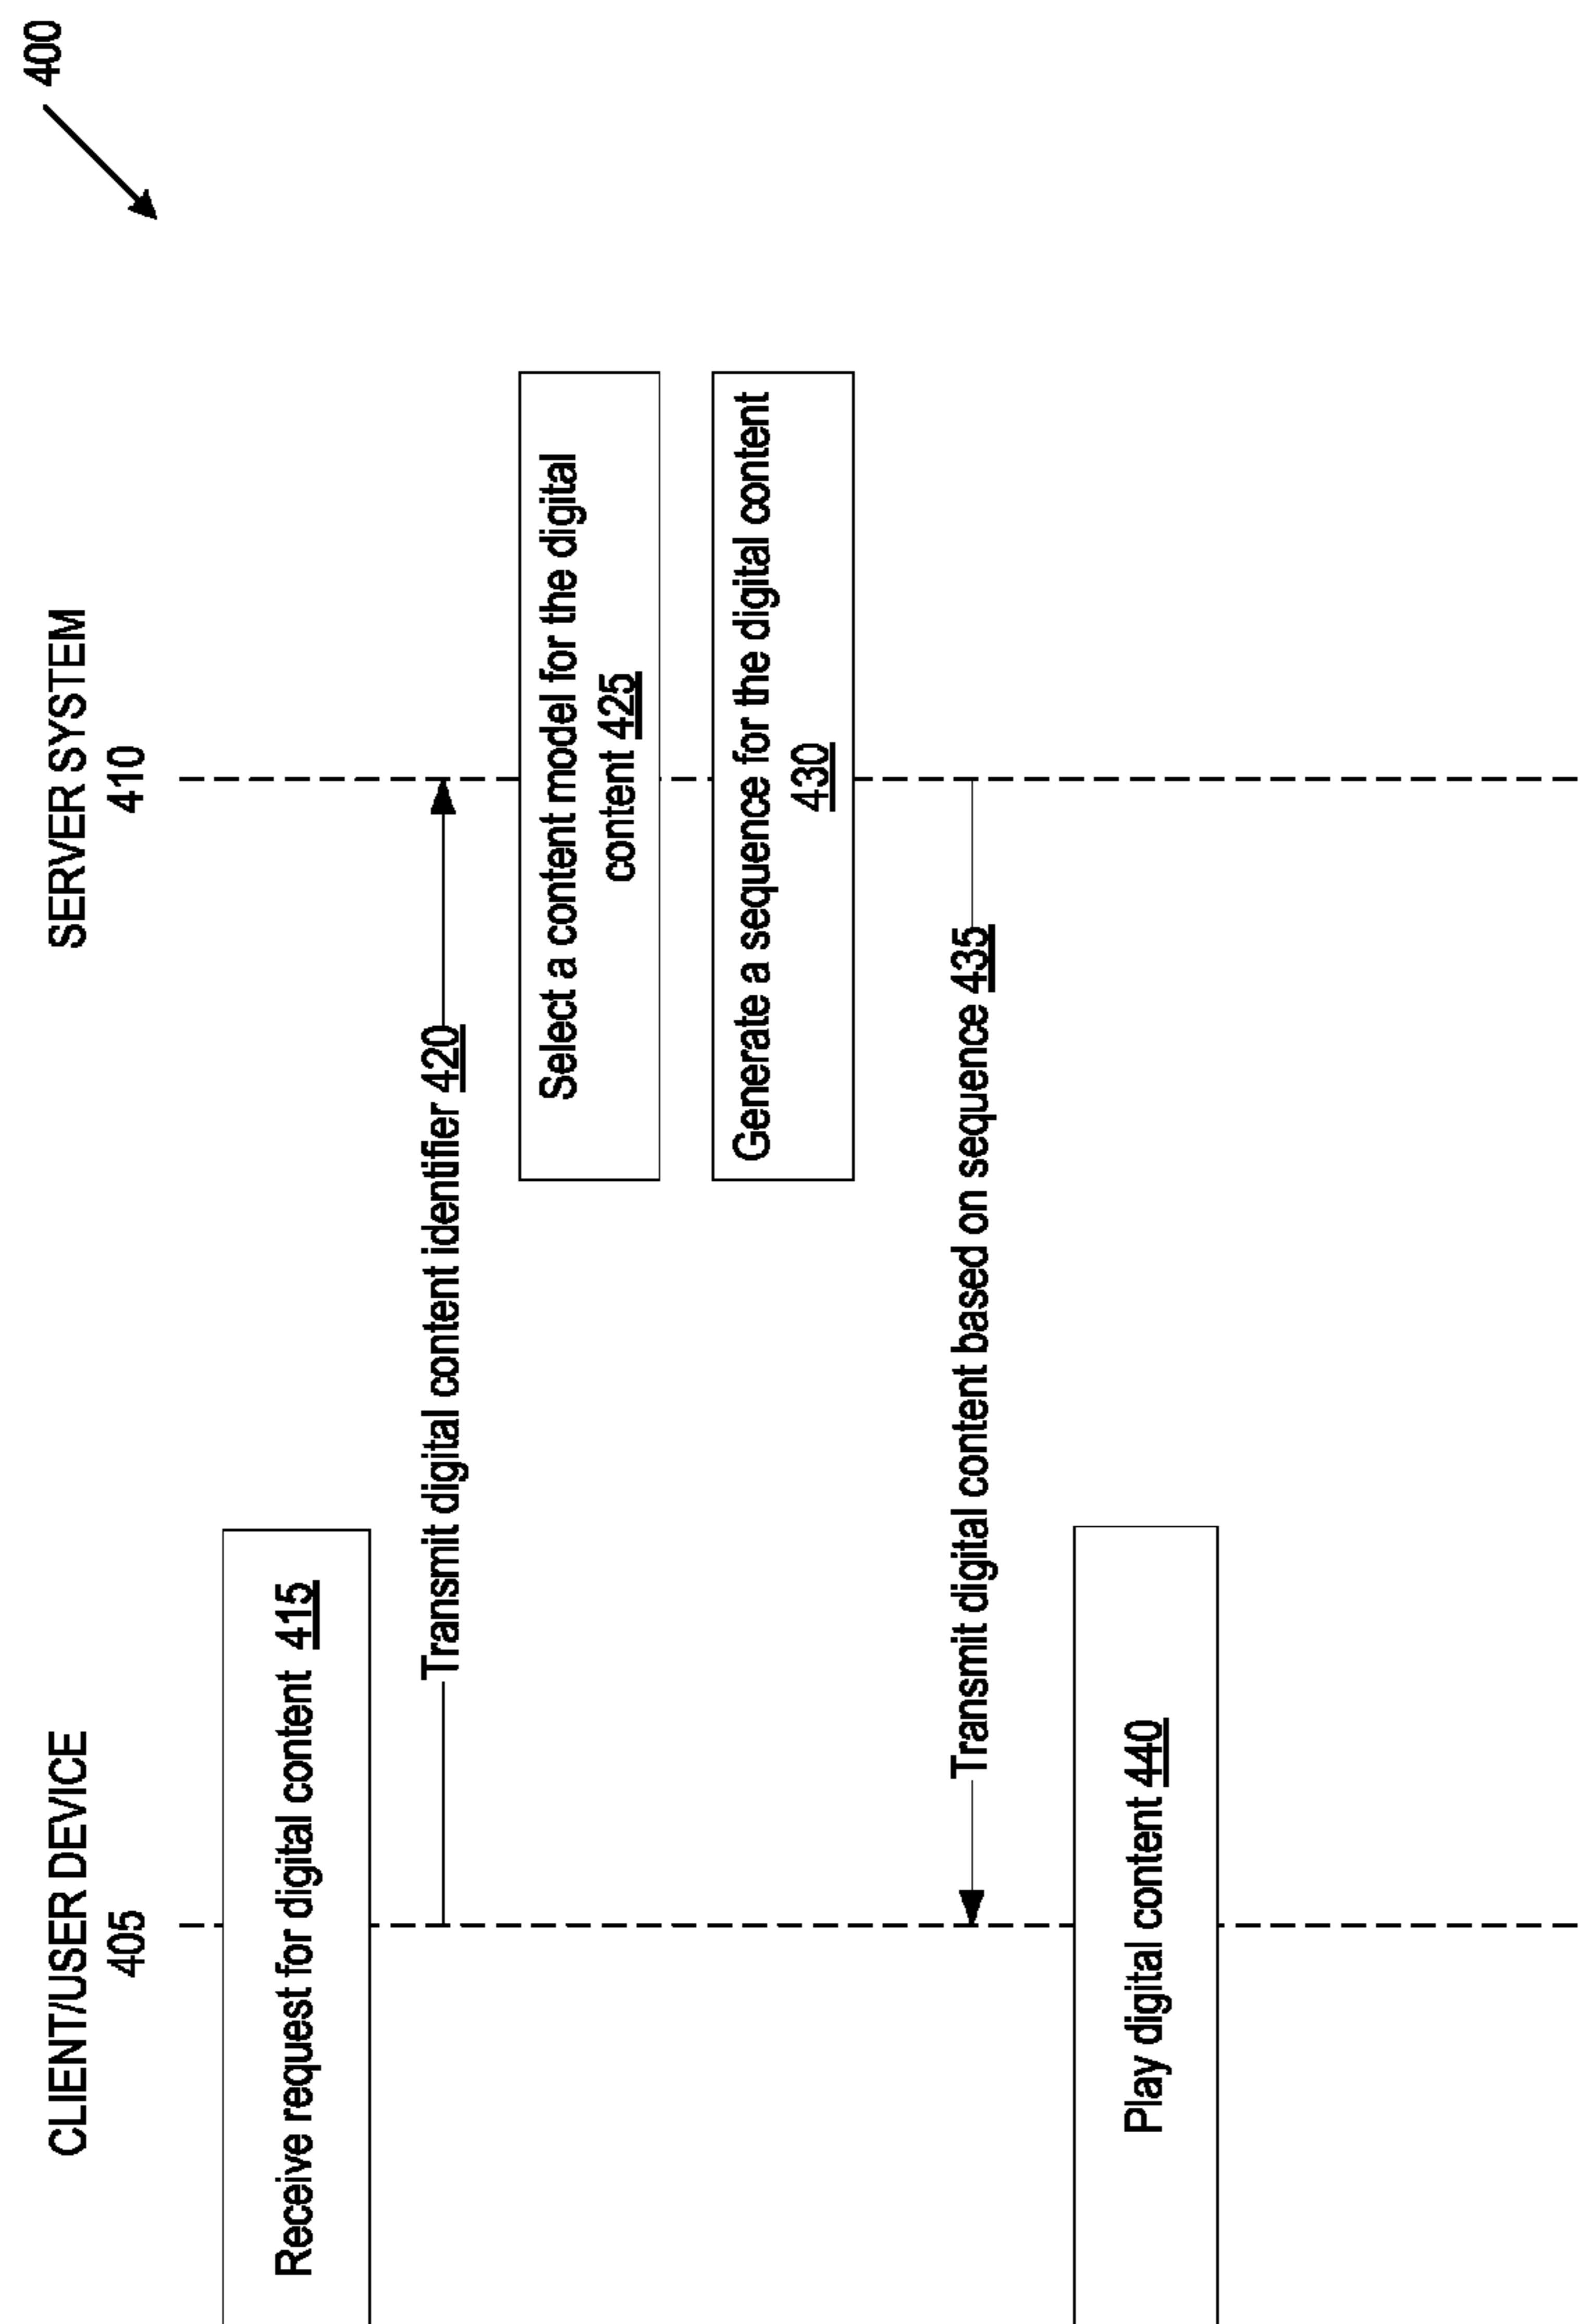 400
CLIENT/USER DEVICE
405
SERVER SYSTEM
410
Receive request for digital content 415
Transmit digital content identifier 420
Select a content model for the digital
content 425
Generate a sequence for the digital content
430
Transmit digital content based on sequence 435
Play digital content 440